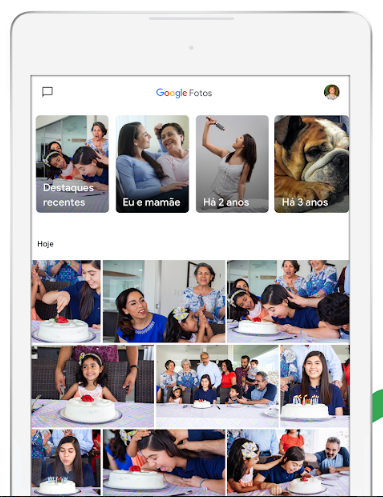 Google Fotos
Destaques
recentes
Eu e mamãe
Há 2 anos
Há 3 anos
Hoje